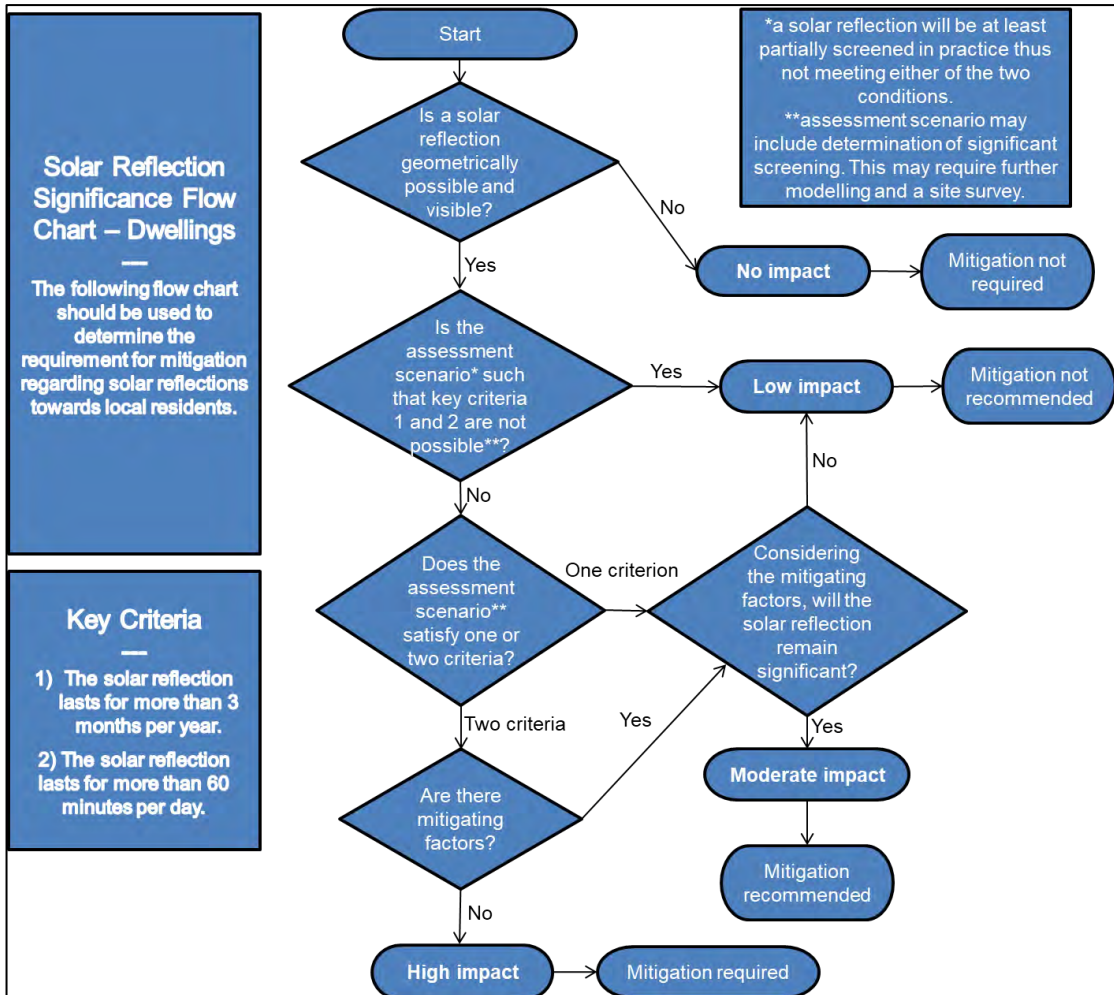 Solar Reflection
Significance Flow
Chart – Dwellings
—
The following flow chart
should be used to
determine the
requirement for mitigation
regarding solar reflections
towards local residents.
Key Criteria
—
1) The solar reflection
lasts for more than 3
months per year.
2) The solar reflection
lasts for more than 60
minutes per day.
Start
*a solar reflection will be at least
partially screened in practice thus
not meeting either of the two
conditions.
**assessment scenario may
include determination of significant
screening. This may require further
modelling and a site survey.
Is a solar
reflection
geometrically
possible and
visible?
No
No impact
Mitigation not
required
Yes
Is the
assessment
scenario* such
that key criteria
1 and 2 are not
possible**?
Yes
Low impact
Mitigation not
recommended
No
No
Does the
assessment
scenario**
satisfy one or
two criteria?
One criterion
Considering
the mitigating
factors, will the
solar reflection
remain
significant?
Two criteria
Yes
Yes
Are there
mitigating
factors?
Moderate impact
Mitigation
recommended
No
High impact
Mitigation required